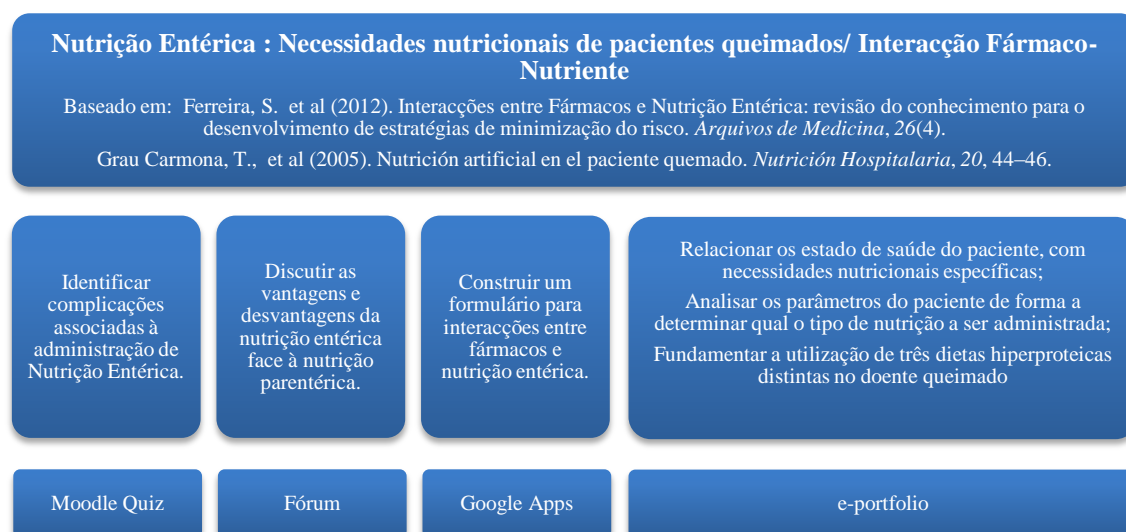 Nutrição Entérica : Necessidades nutricionais de pacientes queimados/ Interacção Fármaco-
Nutriente
Baseado em: Ferreira, S. et al (2012). Interacções entre Fármacos e Nutrição Entérica: revisão do conhecimento para o
desenvolvimento de estratégias de minimização do risco. Arquivos de Medicina, 26(4).
Grau Carmona, T., et al (2005). Nutrición artificial en el paciente quemado. Nutrición Hospitalaria, 20, 44–46.
Identificar
complicações
associadas à
administração de
Nutrição Entérica.
Discutir as
vantagens e
desvantagens da
nutrição entérica
face à nutrição
parentérica.
Construir um
formulário para
interacções entre
fármacos e
nutrição entérica.
Relacionar os estado de saúde do paciente, com
necessidades nutricionais específicas;
Analisar os parâmetros do paciente de forma a
determinar qual o tipo de nutrição a ser administrada;
Fundamentar a utilização de três dietas hiperproteicas
distintas no doente queimado
Moodle Quiz
Fórum
Google Apps
e-portfolio